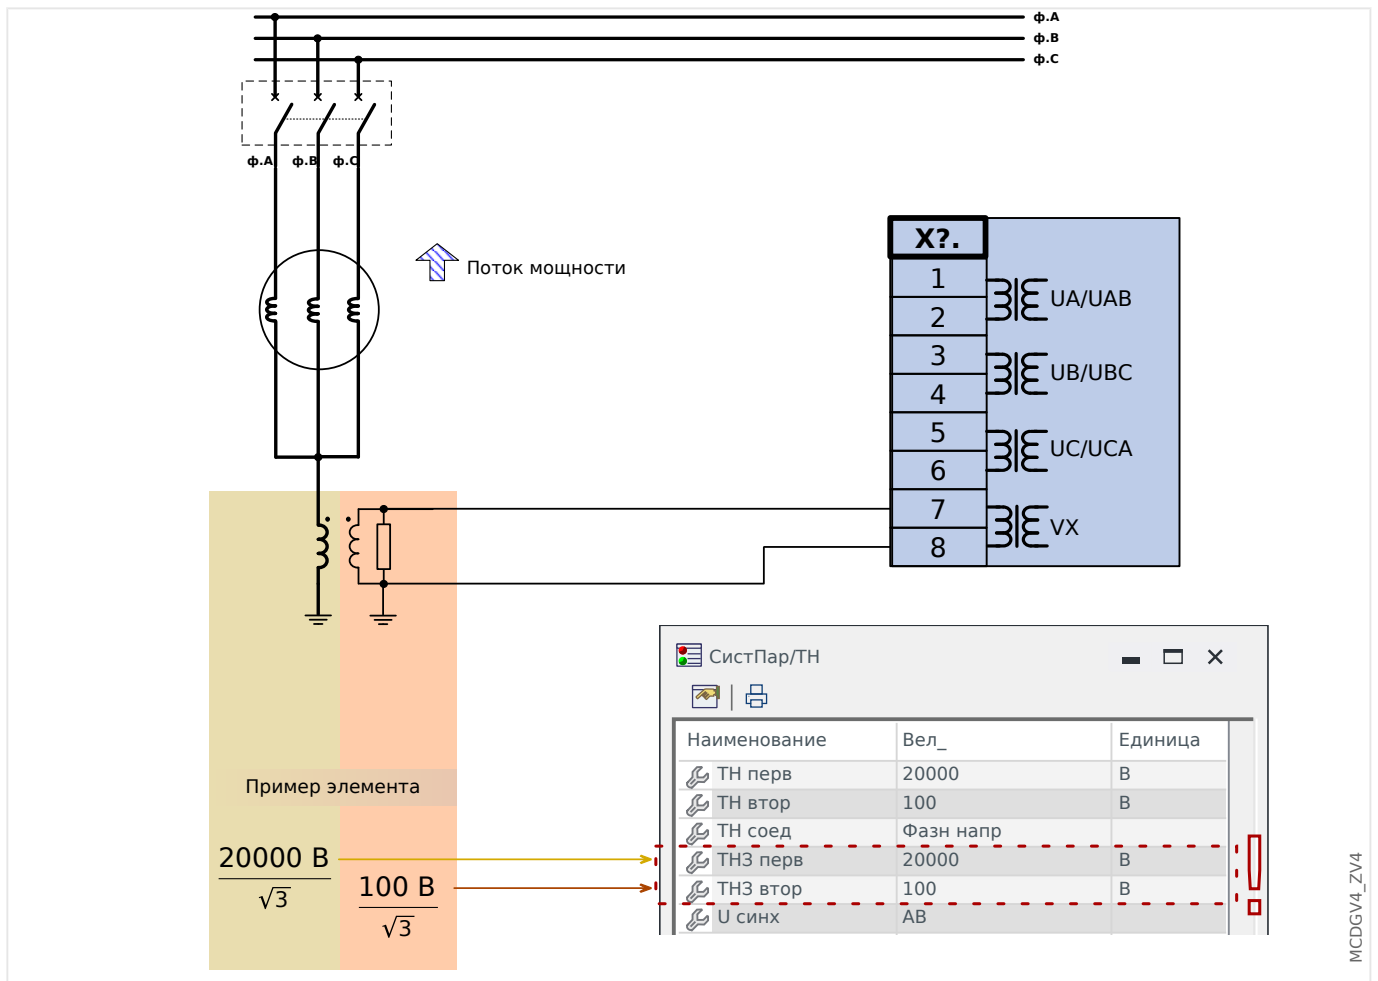 ф.A
ф.B
ф.C
ф.A
ф.B
ф.C
Поток мощности
X?.
1
2
3
4
5
6
7
8
UA/UAB
UB/UBC
UC/UCA
VX
СистПар/ТН
Наименование Вел_ Единица
ТН перв 20000 В
ТН втор 100 В
ТН соед Фазн напр
ТНЗ перв 20000 В
ТНЗ втор 100 В
U синх AB
Пример элемента
20000 В
√3
100 В
√3
MCDGV4_ZV4